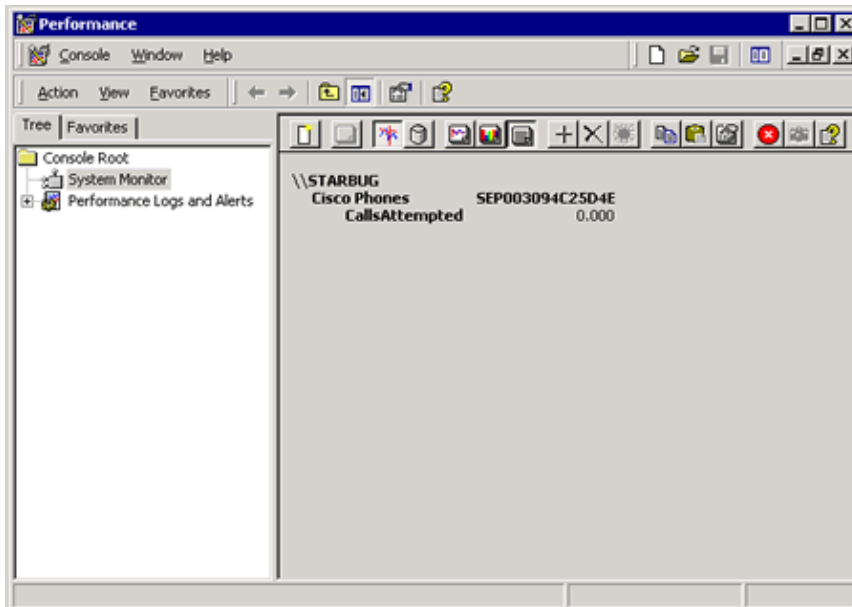 Performance
Console Window Help
Action View Favorites
Tree Favorites
Console Root
System Monitor
Performance Logs and Alerts
\\STARBUG
Cisco Phones SEP003094C25D4E
CallsAttempted 0.000